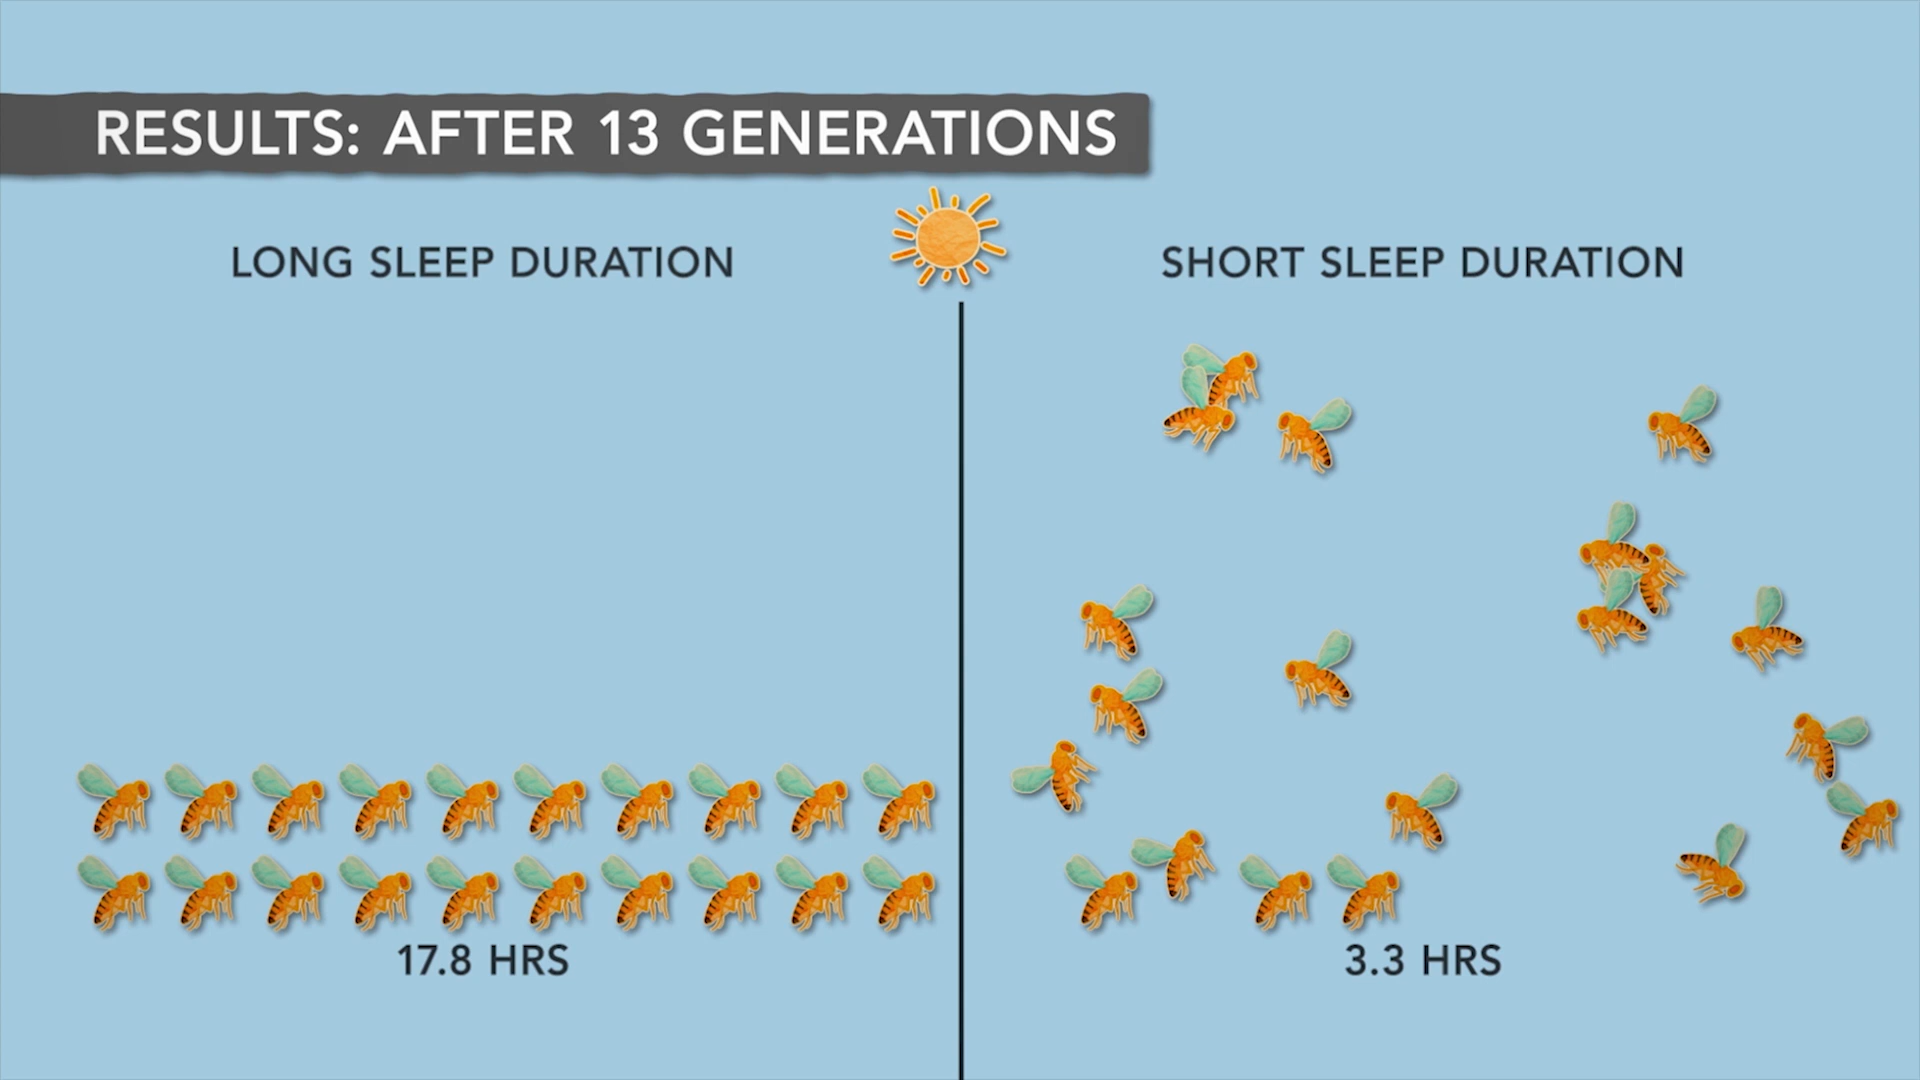 RESULTS: AFTER 13 GENERATIONS
LONG SLEEP DURATION
SHORT SLEEP DURATION
17.8 HRS
3.3 HRS